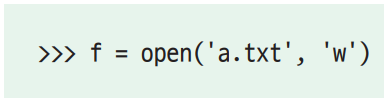 >>> f = open('a.txt', 'w')